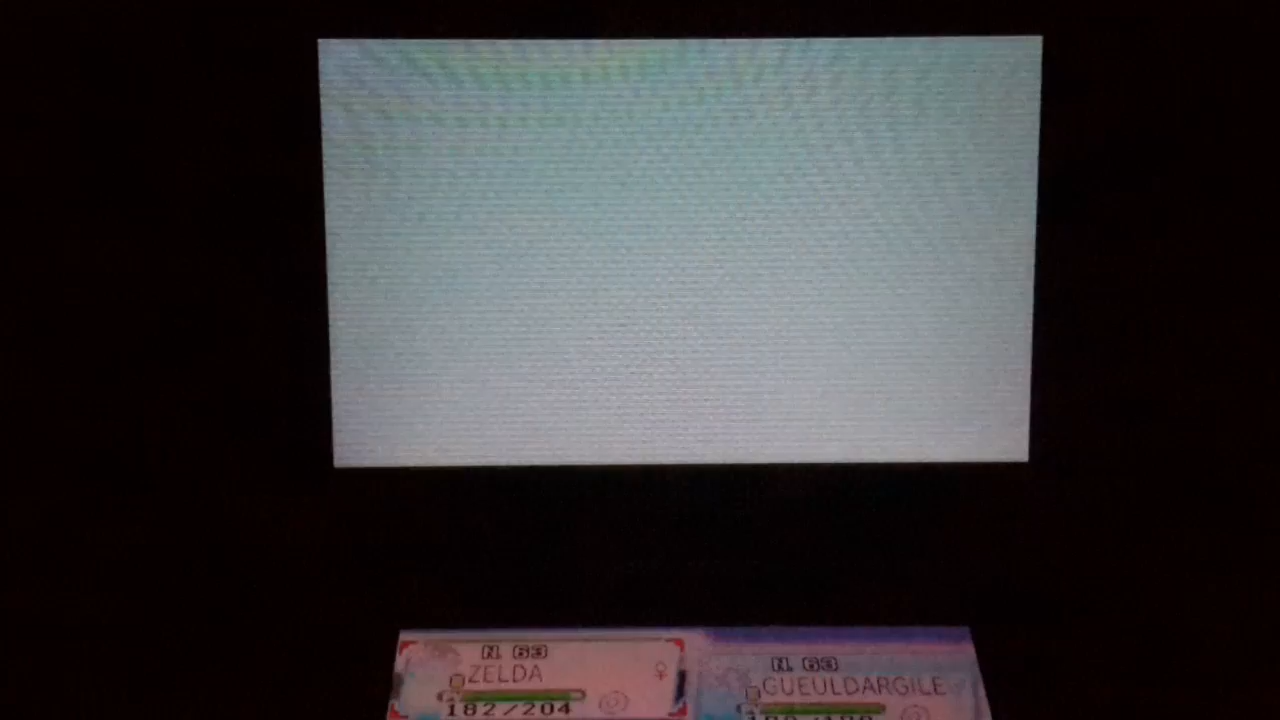 N. 63
ZELDA ♀
182/204
N. 63
GUEULDARGILE